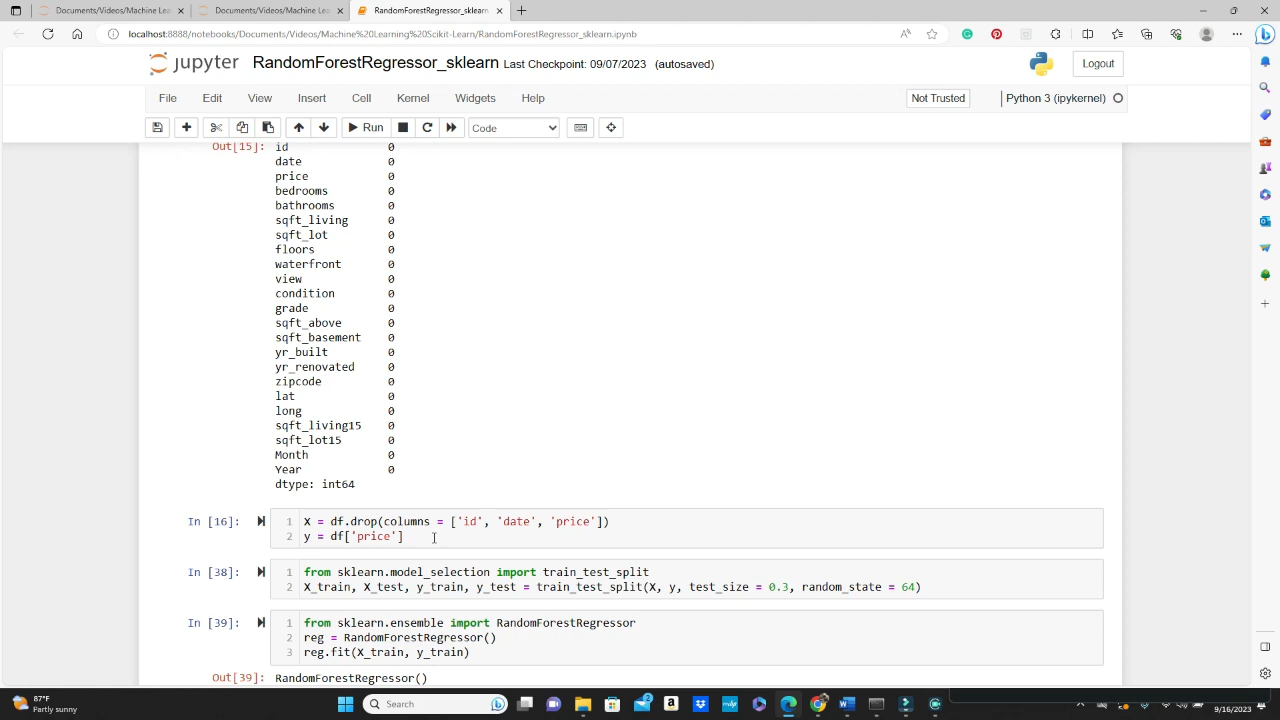 Documents/Videos/Machine Le
Documents/Videos/Machine Le
RandomForestRegressor_sklearn
localhost:8888/notebooks/Documents/Videos/Machine%20Learning%20Scikit-Learn/RandomForestRegressor_sklearn.ipynb
jupyter RandomForestRegressor_sklearn Last Checkpoint: 09/07/2023 (autosaved)
Logout
File Edit View Insert Cell Kernel Widgets Help
Not Trusted
Python 3 (ipykernel)
Run
Code
Out[15]: id 0
date 0
price 0
bedrooms 0
bathrooms 0
sqft_living 0
sqft_lot 0
floors 0
waterfront 0
view 0
condition 0
grade 0
sqft_above 0
sqft_basement 0
yr_built 0
yr_renovated 0
zipcode 0
lat 0
long 0
sqft_living15 0
sqft_lot15 0
Month 0
Year 0
dtype: int64
In [16]: 1 X = df.drop(columns = ['id', 'date', 'price'])
2 y = df['price']
In [38]: 1 from sklearn.model_selection import train_test_split
2 X_train, X_test, y_train, y_test = train_test_split(X, y, test_size = 0.3, random_state = 64)
In [39]: 1 from sklearn.ensemble import RandomForestRegressor
2 reg = RandomForestRegressor()
3 reg.fit(X_train, y_train)
Out[39]: RandomForestRegressor()
87°F
Partly sunny
Search
9/16/2023